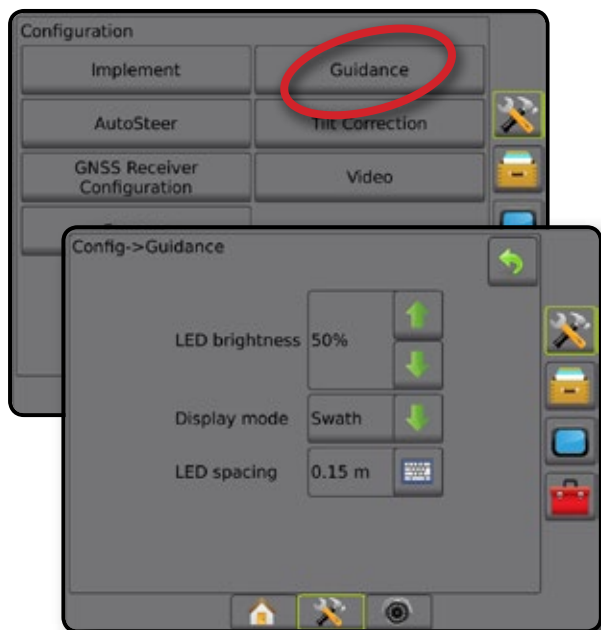 Configuration
Implement
Guidance
AutoSteer
Tilt Correction
GNSS Receiver
Configuration
Video
Config->Guidance
LED brightness 50%
Display mode Swath
LED spacing 0.15 m